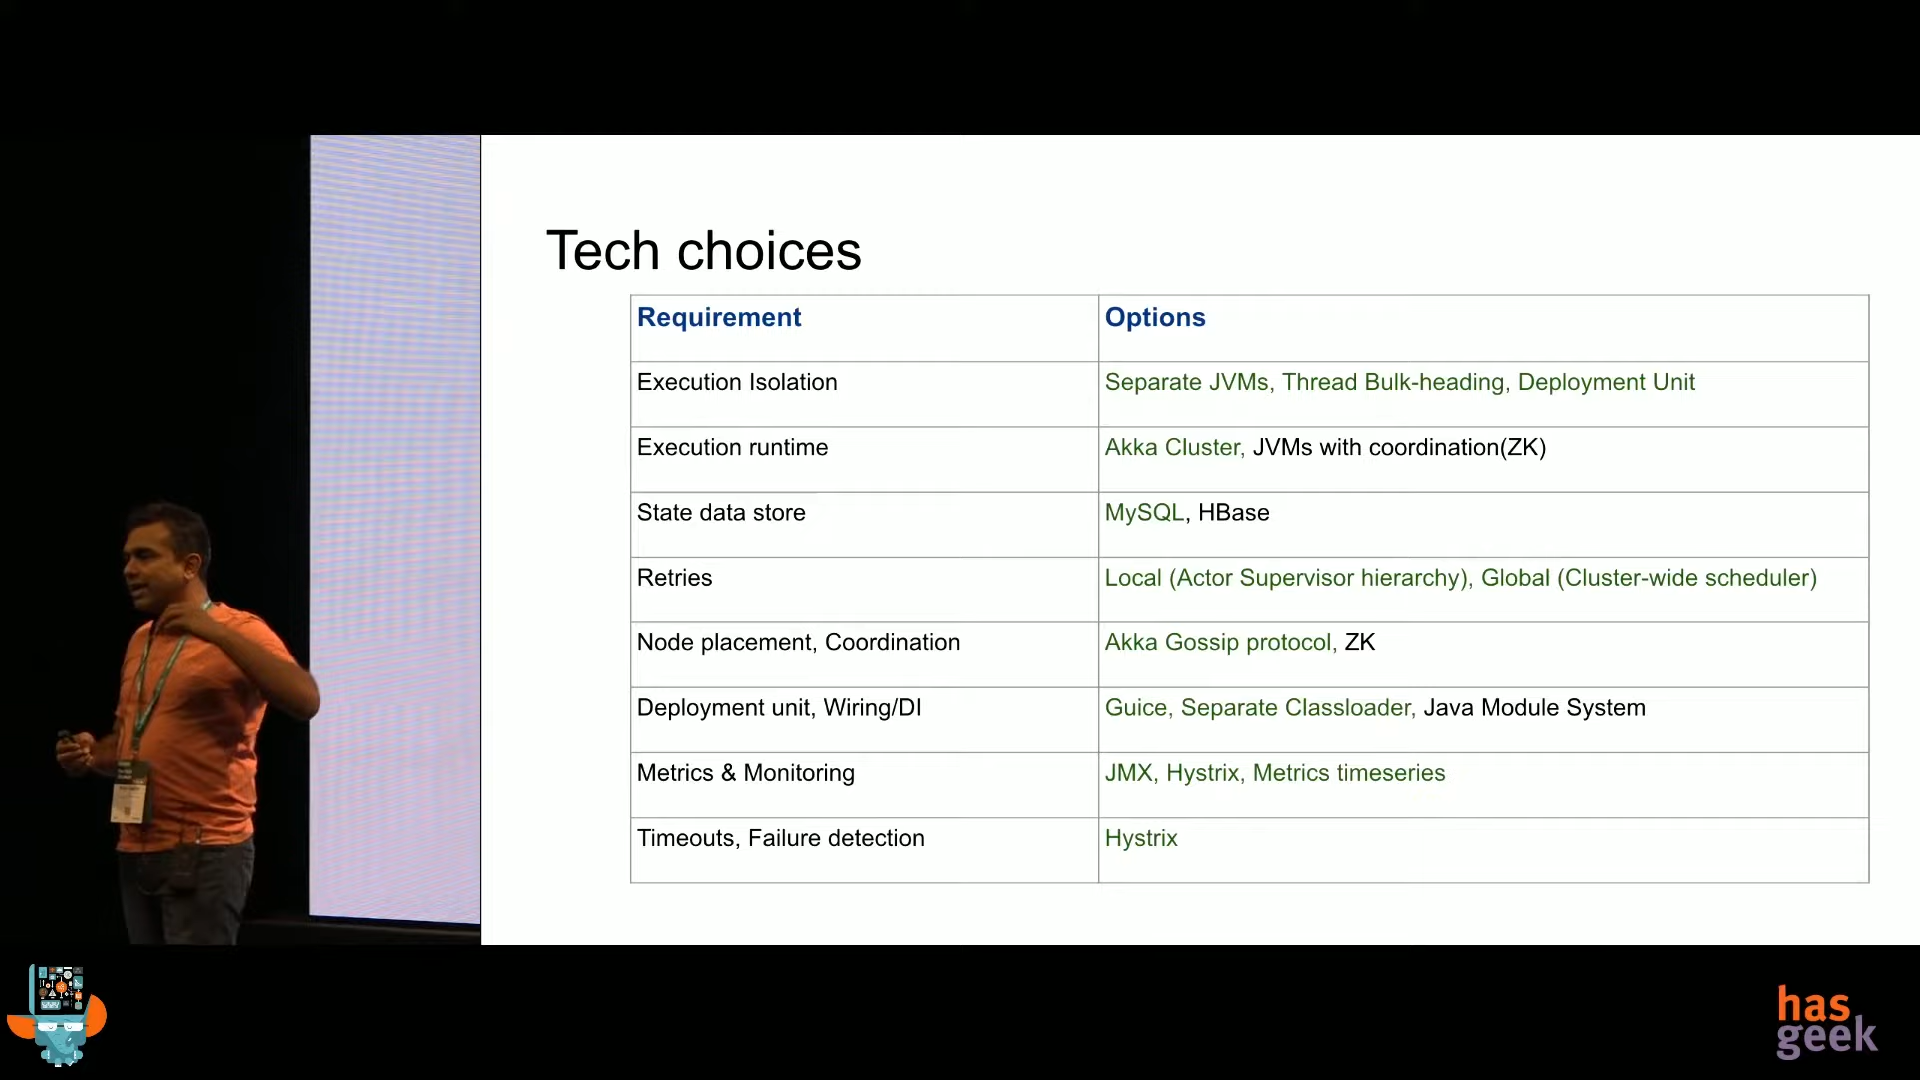 Tech choices
Requirement Options
Execution Isolation Separate JVMs, Thread Bulk-heading, Deployment Unit
Execution runtime Akka Cluster, JVMs with coordination(ZK)
State data store MySQL, HBase
Retries Local (Actor Supervisor hierarchy), Global (Cluster-wide scheduler)
Node placement, Coordination Akka Gossip protocol, ZK
Deployment unit, Wiring/DI Guice, Separate Classloader, Java Module System
Metrics & Monitoring JMX, Hystrix, Metrics timeseries
Timeouts, Failure detection Hystrix
has
geek